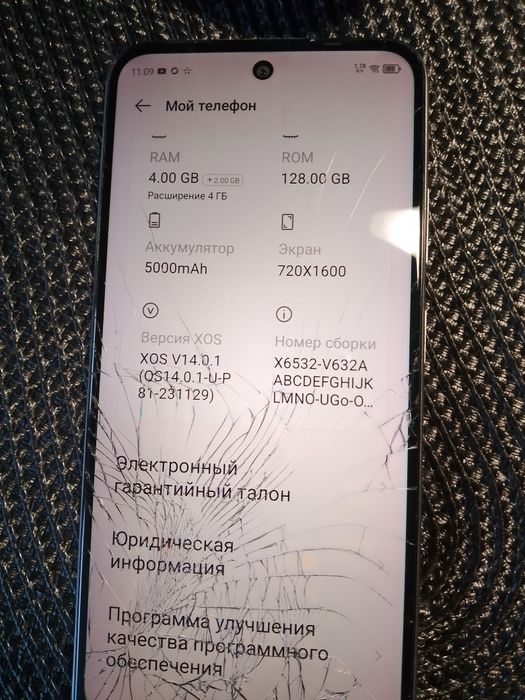 11:09
1,78
K/s
Мой телефон
RAM
ROM
4.00 GB +2.00 GB
128.00 GB
Расширение 4 ГБ
Аккумулятор
Экран
5000mAh
720X1600
Версия XOS
Номер сборки
XOS V14.0.1
(OS14.0.1-U-P
81-231129)
X6532-V632A
ABCDEFGHIJK
LMNO-UGo-O...
Электронный
гарантийный талон
Юридическая
информация
Программа улучшения
качества программного
обеспечения